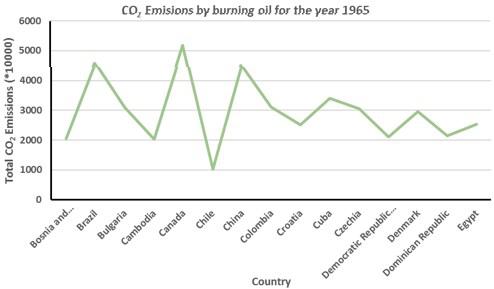 CO₂ Emisions by burning oil for the year 1965
Total CO₂ Emissions (*10000)
6000
5000
4000
3000
2000
1000
0
Bosnia and...
Brazil
Bulgaria
Cambodia
Canada
Chile
China
Colombia
Croatia
Cuba
Czechia
Democratic Republic...
Denmark
Dominican Republic
Egypt
Country